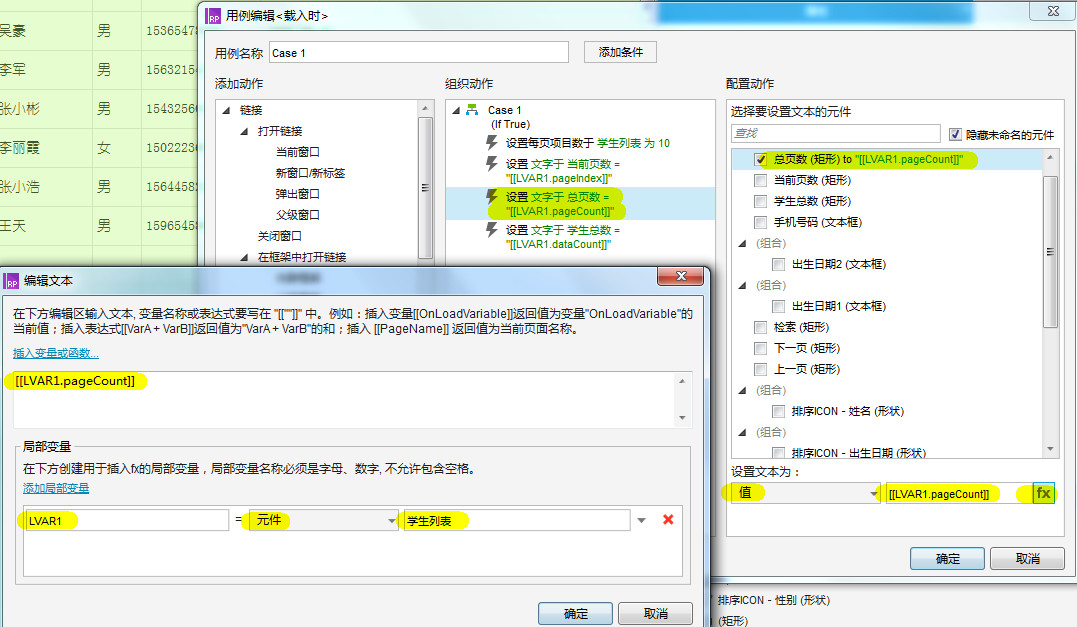 吴豪 男
李军 男
张小彬 男
李丽霞 女
张小浩 男
王天 男
用例编辑<载入时>
用例名称 Case 1 添加条件
添加动作
链接
打开链接
当前窗口
新窗口/新标签
弹出窗口
父级窗口
关闭窗口
在框架中打开链接
组织动作
Case 1
(If True)
设置每页项目数于 学生列表 为 10
设置 文字于 当前页数 =
"[[LVAR1.pageIndex]]"
设置 文字于 总页数 =
"[[LVAR1.pageCount]]"
设置 文字于 学生总数 =
"[[LVAR1.dataCount]]"
配置动作
选择要设置文本的元件
查找 隐藏未命名的元件
总页数 (矩形) to "[[LVAR1.pageCount]]"
当前页数 (矩形)
学生总数 (矩形)
手机号码 (文本框)
(组合)
出生日期2 (文本框)
(组合)
出生日期1 (文本框)
检索 (矩形)
下一页 (矩形)
上一页 (矩形)
(组合)
排序ICON - 姓名 (形状)
(组合)
排序ICON - 出生日期 (形状)
设置文本为：
值 [[LVAR1.pageCount]] fx
确定 取消
排序ICON - 性别 (形状)
(矩形)
编辑文本
在下方编辑区输入文本, 变量名称或表达式要写在 "[[""]]" 中。例如：插入变量[[OnLoadVariable]]返回值为变量"OnLoadVariable"的
当前值；插入表达式[[VarA + VarB]]返回值为"VarA + VarB"的和；插入 [[PageName]] 返回值为当前页面名称。
插入变量或函数...
[[LVAR1.pageCount]]
局部变量
在下方创建用于插入fx的局部变量，局部变量名称必须是字母、数字, 不允许包含空格。
添加局部变量
LVAR1 = 元件 学生列表
确定 取消